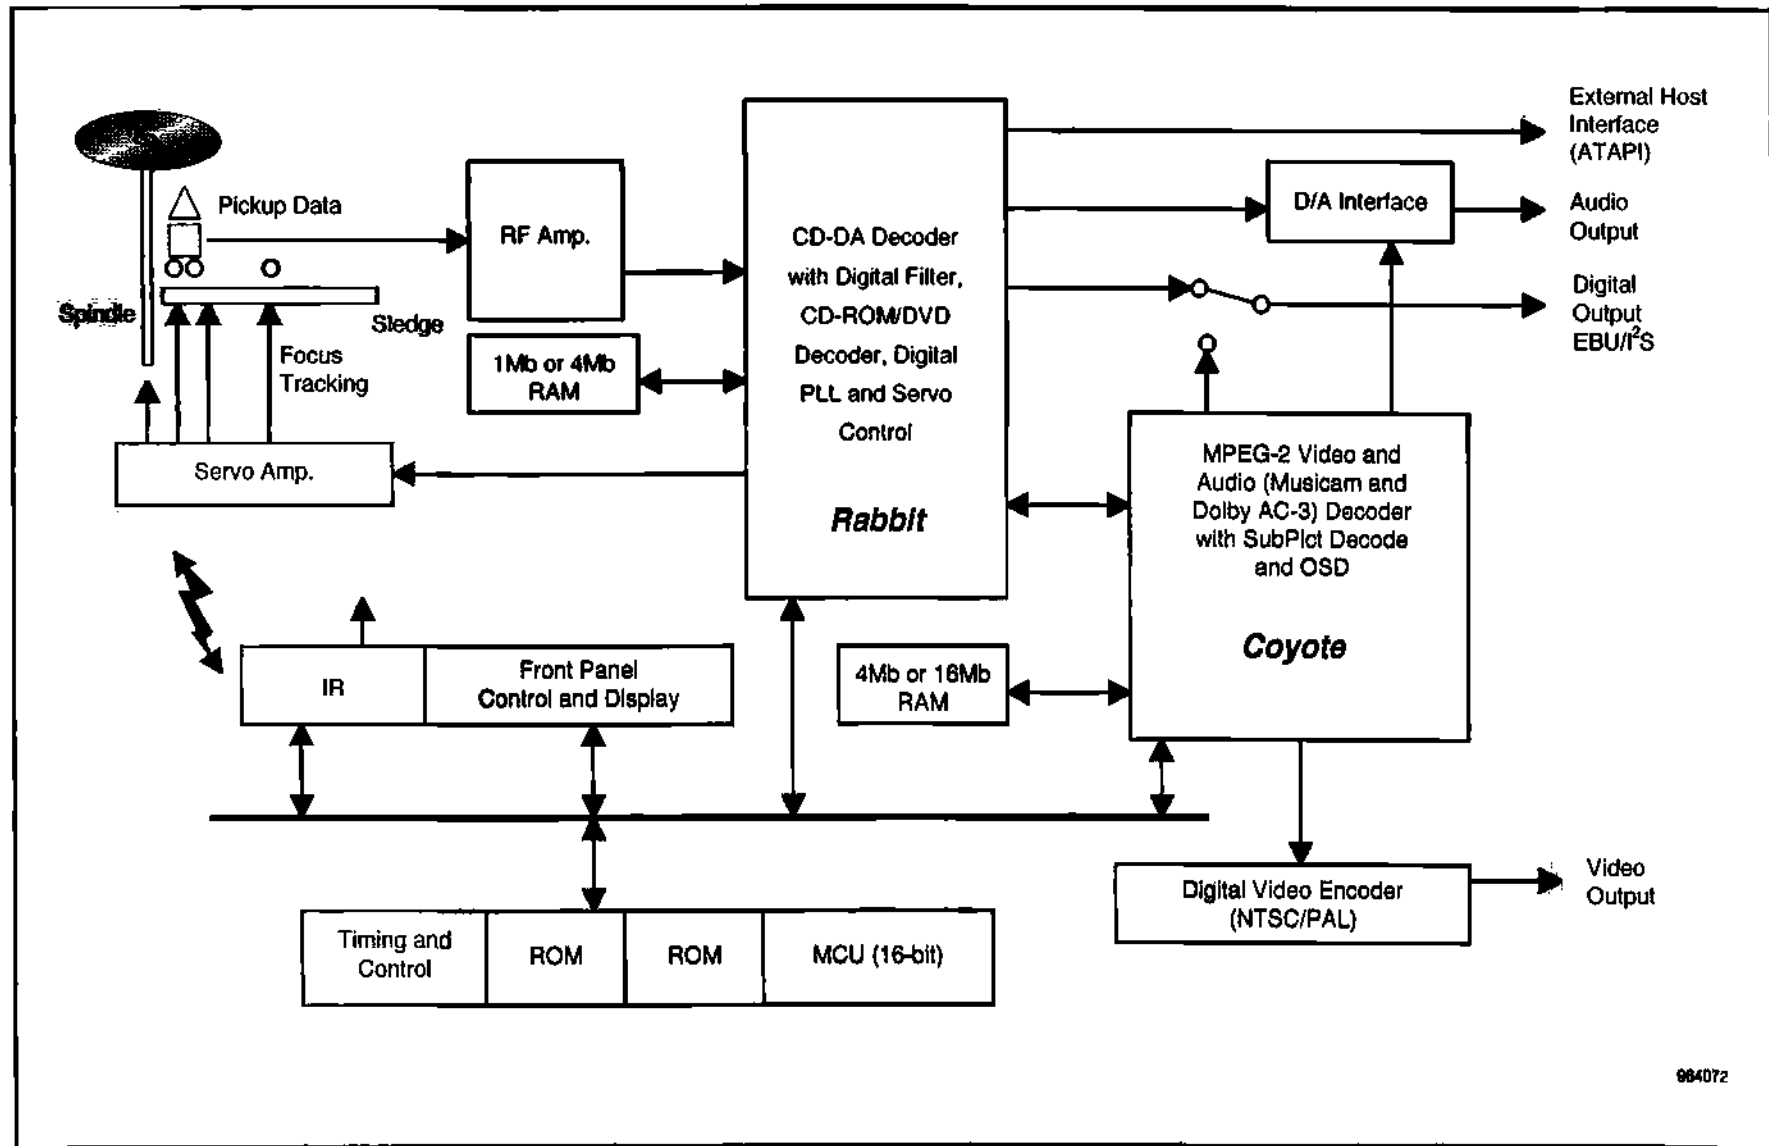 External Host
Interface
(ATAPI)
Pickup Data
RF Amp.
D/A Interface
Audio
Output
CD-DA Decoder
with Digital Filter,
CD-ROM/DVD
Decoder, Digital
PLL and Servo
Control
Rabbit
Digital
Output
EBU/I²S
Spindle
Sledge
Focus
Tracking
1Mb or 4Mb
RAM
Servo Amp.
MPEG-2 Video and
Audio (Musicam and
Dolby AC-3) Decoder
with SubPict Decode
and OSD
Coyote
IR
Front Panel
Control and Display
4Mb or 16Mb
RAM
Digital Video Encoder
(NTSC/PAL)
Video
Output
Timing and
Control
ROM
ROM
MCU (16-bit)
964072